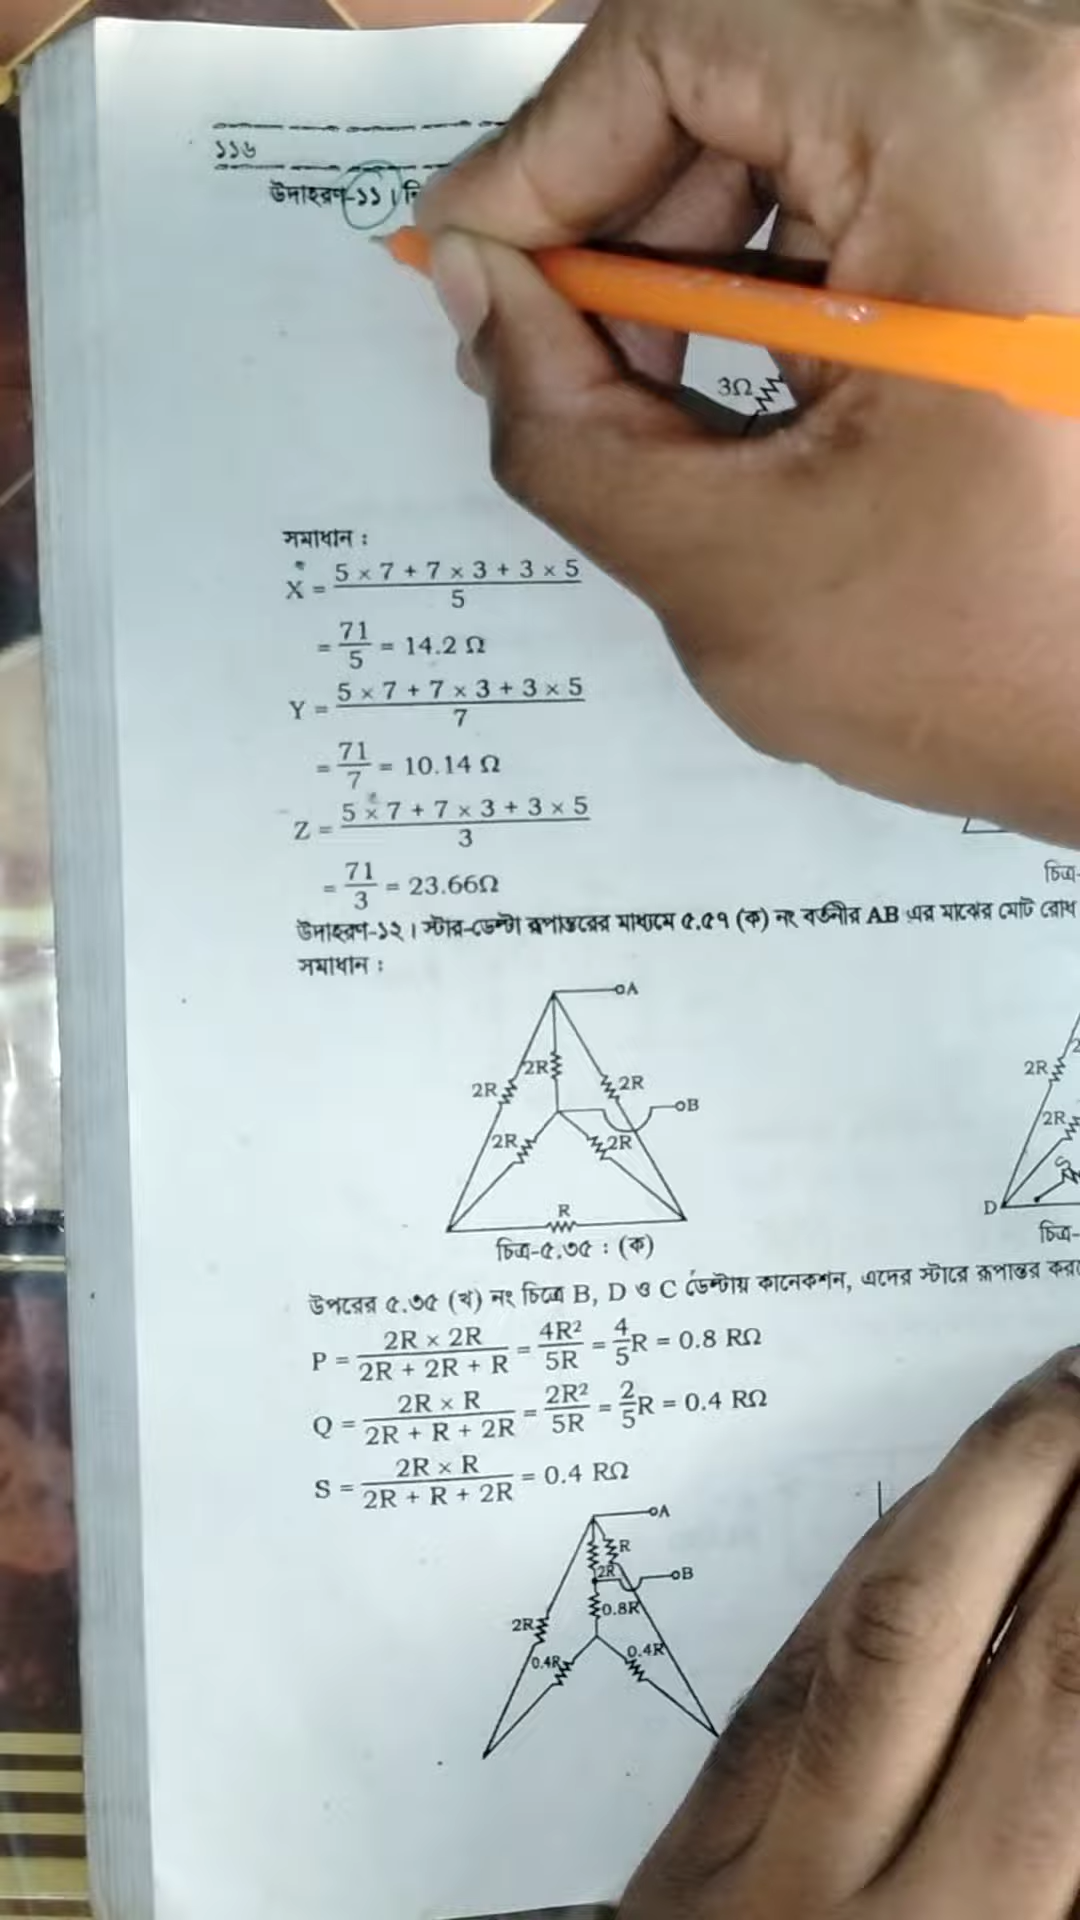 ১১৬
উদাহরণ-১১।
3Ω
সমাধান :
X = (5 × 7 + 7 × 3 + 3 × 5)/5
= 71/5 = 14.2 Ω
Y = (5 × 7 + 7 × 3 + 3 × 5)/7
= 71/7 = 10.14 Ω
Z = (5 × 7 + 7 × 3 + 3 × 5)/3
= 71/3 = 23.66Ω
চিত্র-
উদাহরণ-১২। স্টার-ডেল্টা রূপান্তরের মাধ্যমে ৫.৫৭ (ক) নং বর্তনীর AB এর মাঝের মোট রোধ
সমাধান :
A
2R
2R
2R
B
2R
2R
R
চিত্র-৫.৩৫ : (ক)
2R
2R
S
D
চিত্র-
উপরের ৫.৩৫ (খ) নং চিত্রে B, D ও C ডেল্টায় কানেকশন, এদের স্টারে রূপান্তর
P = (2R × 2R)/(2R + 2R + R) = 4R²/5R = 4/5 R = 0.8 RΩ
Q = (2R × R)/(2R + R + 2R) = 2R²/5R = 2/5 R = 0.4 RΩ
S = (2R × R)/(2R + R + 2R) = 0.4 RΩ
A
R
2R
B
0.8R
2R
0.4R
0.4R